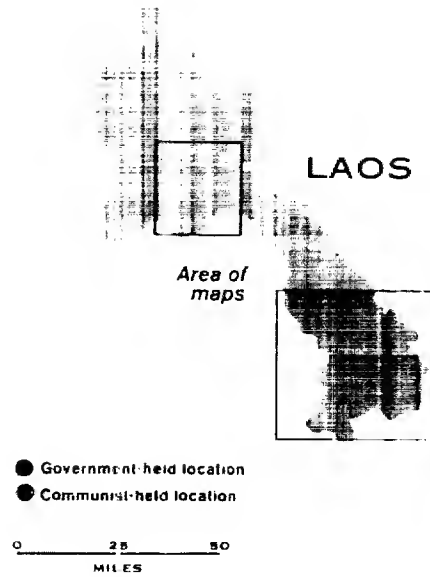 LAOS
Area of
maps
Government-held location
Communist-held location
0 25 50
MILES